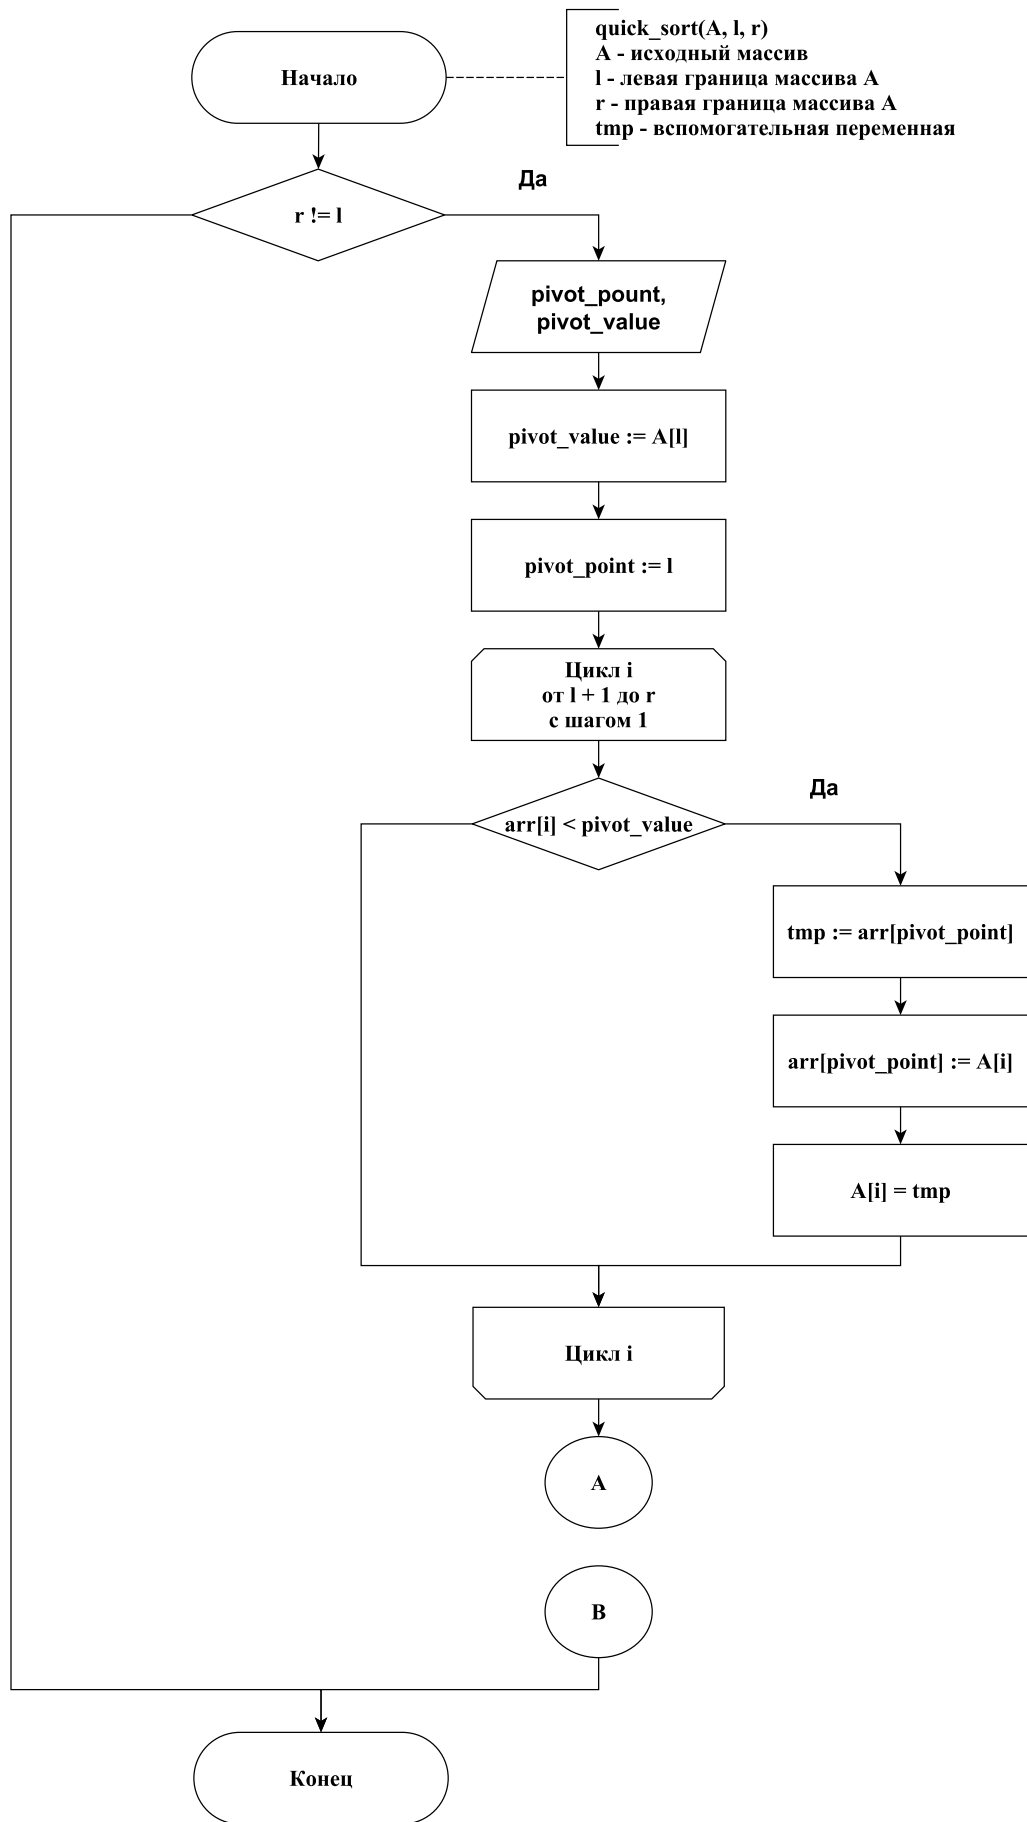 Начало
quick_sort(A, l, r)
A - исходный массив
l - левая граница массива A
r - правая граница массива A
tmp - вспомогательная переменная
Да
r != l
pivot_pount,
pivot_value
pivot_value := A[l]
pivot_point := l
Цикл i
от l + 1 до r
с шагом 1
Да
arr[i] < pivot_value
tmp := arr[pivot_point]
arr[pivot_point] := A[i]
A[i] = tmp
Цикл i
A
B
Конец